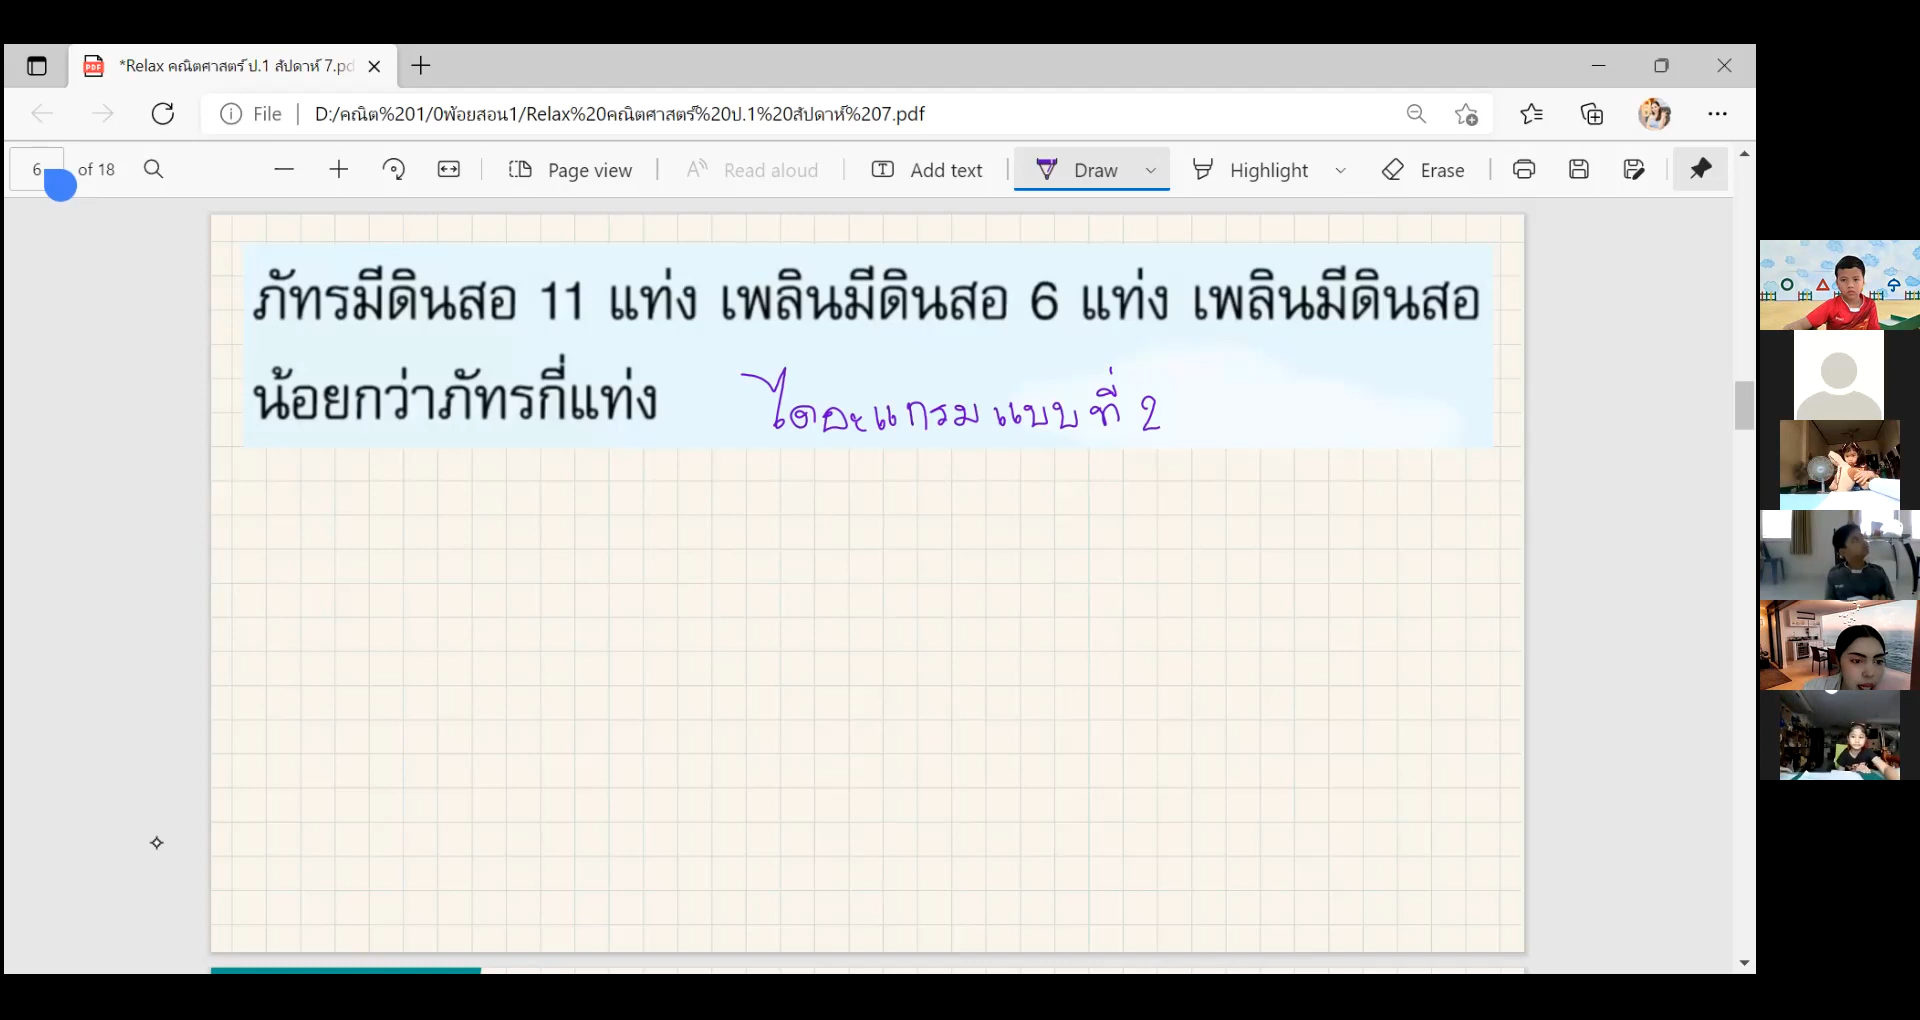 *Relax คณิตศาสตร์ ป.1 สัปดาห์ 7.pd
File D:/คณิต%201/0พ้อยสอน1/Relax%20คณิตศาสตร์%20ป.1%20สัปดาห์%207.pdf
6 of 18 Page view Read aloud Add text Draw Highlight Erase
ภัทรมีดินสอ 11 แท่ง เพลินมีดินสอ 6 แท่ง เพลินมีดินสอ
น้อยกว่าภัทรกี่แท่ง ไดอะแกรม แบบที่ 2